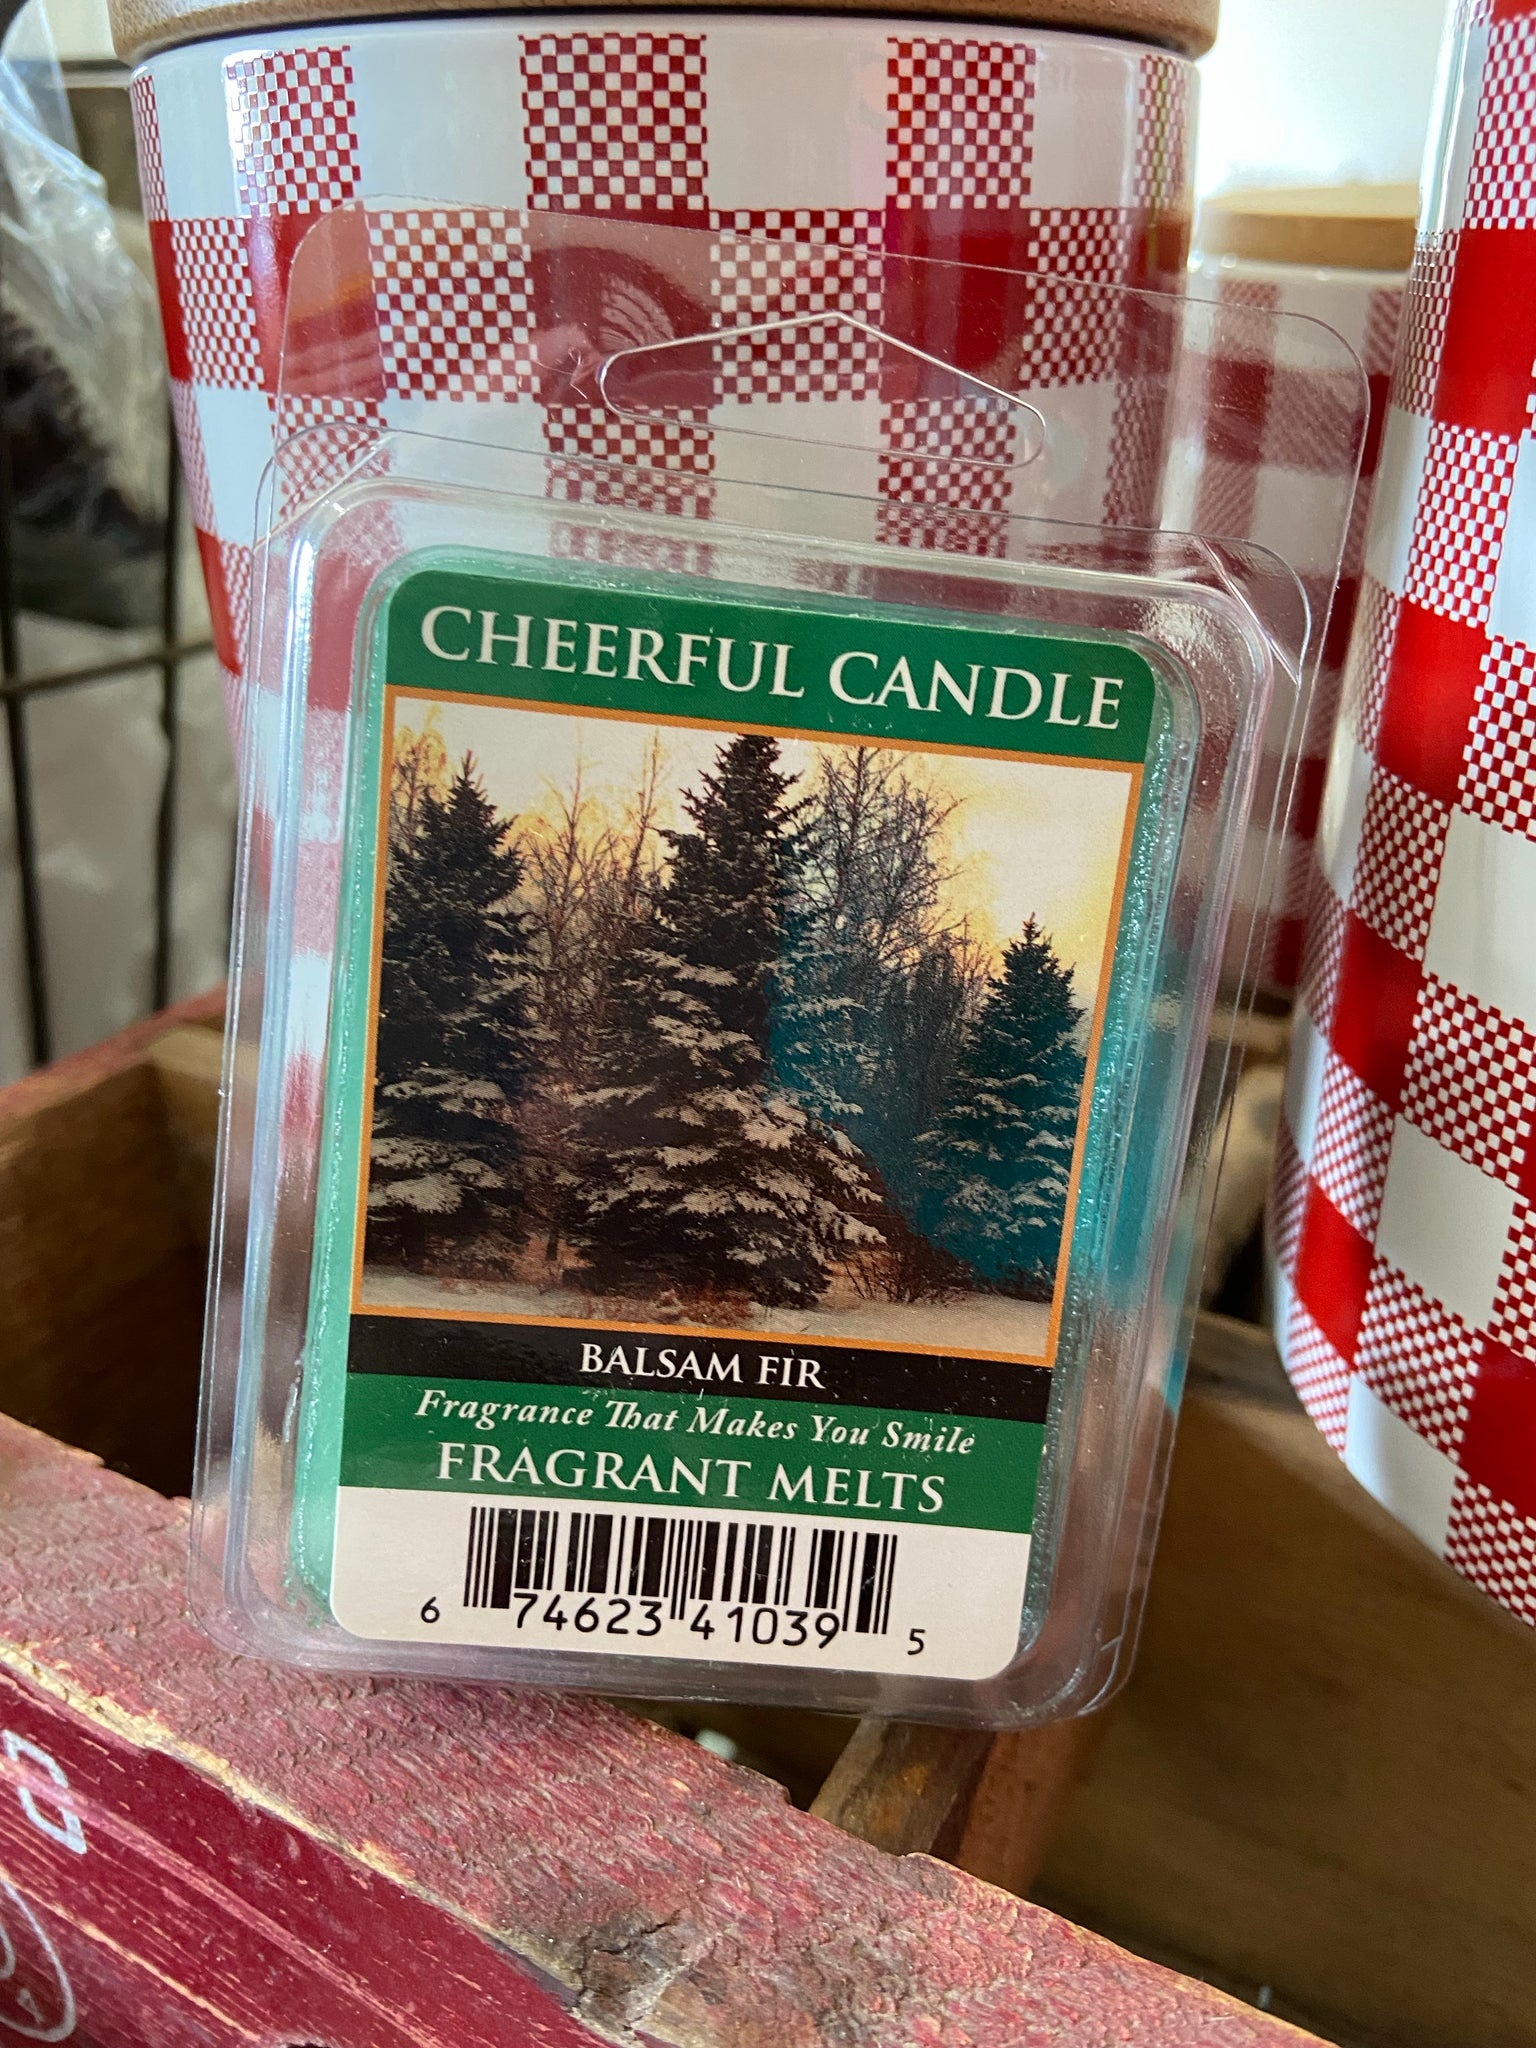 CHEERFUL CANDLE
BALSAM FIR
Fragrance That Makes You Smile
FRAGRANT MELTS
6 74623 41039 5